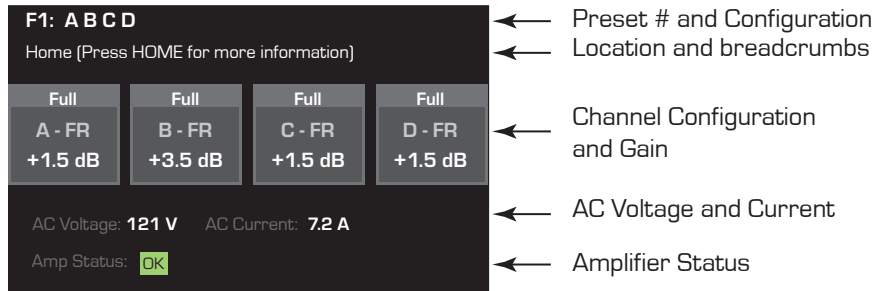 F1: A B C D
Preset # and Configuration
Home (Press HOME for more information)
Location and breadcrumbs
Full Full Full Full
A - FR B - FR C - FR D - FR
+1.5 dB +3.5 dB +1.5 dB +1.5 dB
Channel Configuration
and Gain
AC Voltage: 121 V AC Current: 7.2 A
AC Voltage and Current
Amp Status: OK
Amplifier Status